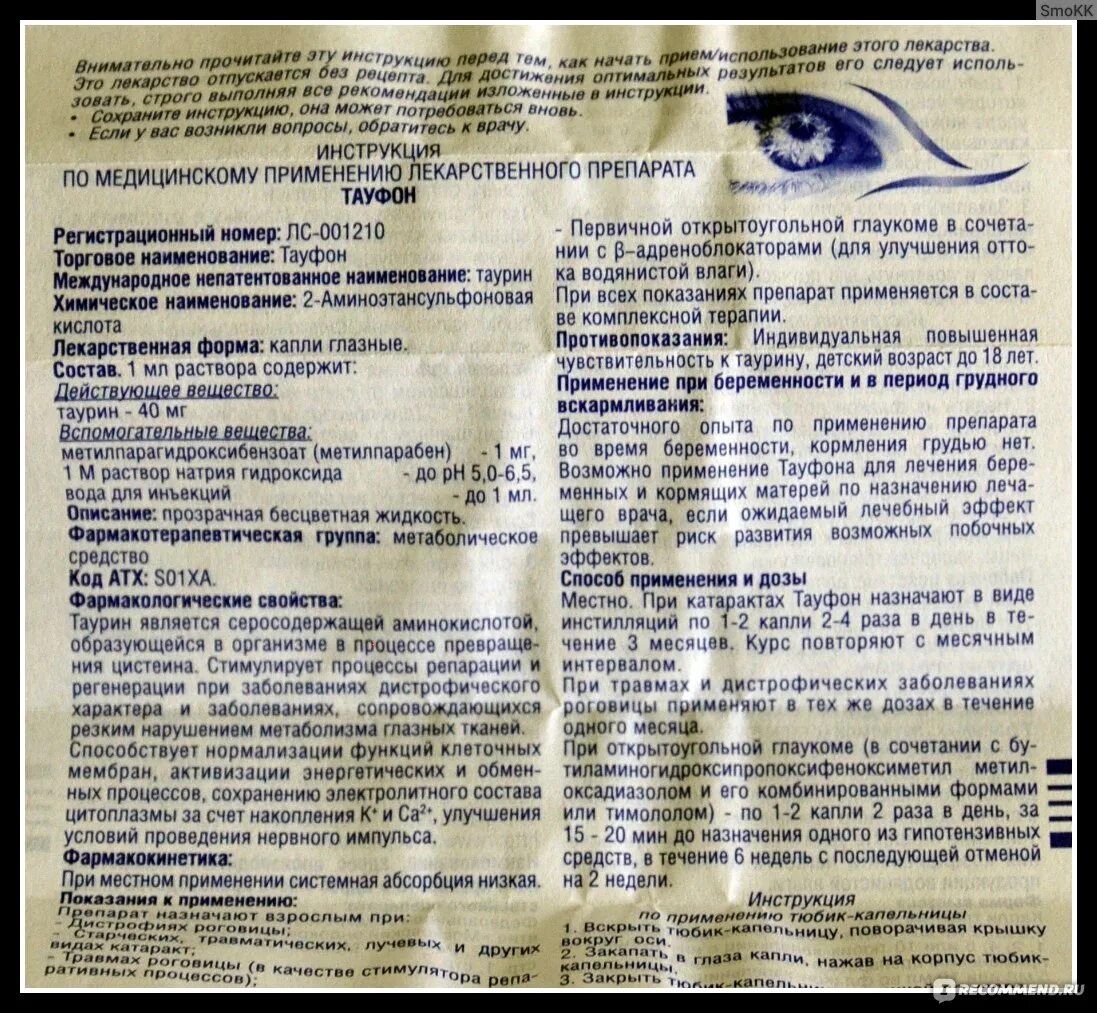 SmoKK
Внимательно прочитайте эту инструкцию перед тем, как начать прием/использование этого лекарства.
Это лекарство отпускается без рецепта. Для достижения оптимальных результатов его следует исполь-
зовать, строго выполняя все рекомендации изложенные в инструкции.
• Сохраните инструкцию, она может потребоваться вновь.
• Если у вас возникли вопросы, обратитесь к врачу.
ИНСТРУКЦИЯ
ПО МЕДИЦИНСКОМУ ПРИМЕНЕНИЮ ЛЕКАРСТВЕННОГО ПРЕПАРАТА
ТАУФОН
Регистрационный номер: ЛС-001210
Торговое наименование: Тауфон
Международное непатентованное наименование: таурин
Химическое наименование: 2-Аминоэтансульфоновая
кислота
Лекарственная форма: капли глазные.
Состав. 1 мл раствора содержит:
Действующее вещество:
таурин - 40 мг
Вспомогательные вещества:
метилпарагидроксибензоат (метилпарабен) - 1 мг,
1 М раствор натрия гидроксида - до pH 5,0-6,5,
вода для инъекций - до 1 мл.
Описание: прозрачная бесцветная жидкость.
Фармакотерапевтическая группа: метаболическое
средство
Код АТХ: S01XA.
Фармакологические свойства:
Таурин является серосодержащей аминокислотой,
образующейся в организме в процессе превраще-
ния цистеина. Стимулирует процессы репарации и
регенерации при заболеваниях дистрофического
характера и заболеваниях, сопровождающихся
резким нарушением метаболизма глазных тканей.
Способствует нормализации функций клеточных
мембран, активизации энергетических и обмен-
ных процессов, сохранению электролитного состава
цитоплазмы за счет накопления K⁺ и Ca²⁺, улучшения
условий проведения нервного импульса.
Фармакокинетика:
При местном применении системная абсорбция низкая.
Показания к применению:
Препарат назначают взрослым при:
- Дистрофиях роговицы;
- Старческих, травматических, лучевых и других
видах катаракт;
- Травмах роговицы (в качестве стимулятора репа-
ративных процессов);
- Первичной открытоугольной глаукоме в сочета-
нии с β-адреноблокаторами (для улучшения отто-
ка водянистой влаги).
При всех показаниях препарат применяется в соста-
ве комплексной терапии.
Противопоказания: Индивидуальная повышенная
чувствительность к таурину, детский возраст до 18 лет.
Применение при беременности и в период грудного
вскармливания:
Достаточного опыта по применению препарата
во время беременности, кормления грудью нет.
Возможно применение Тауфона для лечения бере-
менных и кормящих матерей по назначению леча-
щего врача, если ожидаемый лечебный эффект
превышает риск развития возможных побочных
эффектов.
Способ применения и дозы
Местно. При катарактах Тауфон назначают в виде
инстилляций по 1-2 капли 2-4 раза в день в те-
чение 3 месяцев. Курс повторяют с месячным
интервалом.
При травмах и дистрофических заболеваниях
роговицы применяют в тех же дозах в течение
одного месяца.
При открытоугольной глаукоме (в сочетании с бу-
тиламиногидроксипропоксифеноксиметил метил-
оксадиазолом и его комбинированными формами
или тимололом) - по 1-2 капли 2 раза в день, за
15 - 20 мин до назначения одного из гипотензивных
средств, в течение 6 недель с последующей отменой
на 2 недели.
Инструкция
по применению тюбик-капельницы
1. Вскрыть тюбик-капельницу, поворачивая крышку
вокруг оси.
2. Закапать в глаза капли, нажав на корпус тюбик-
капельницы.
3. Закрыть тюбик-капельн
IRECOMMEND.RU